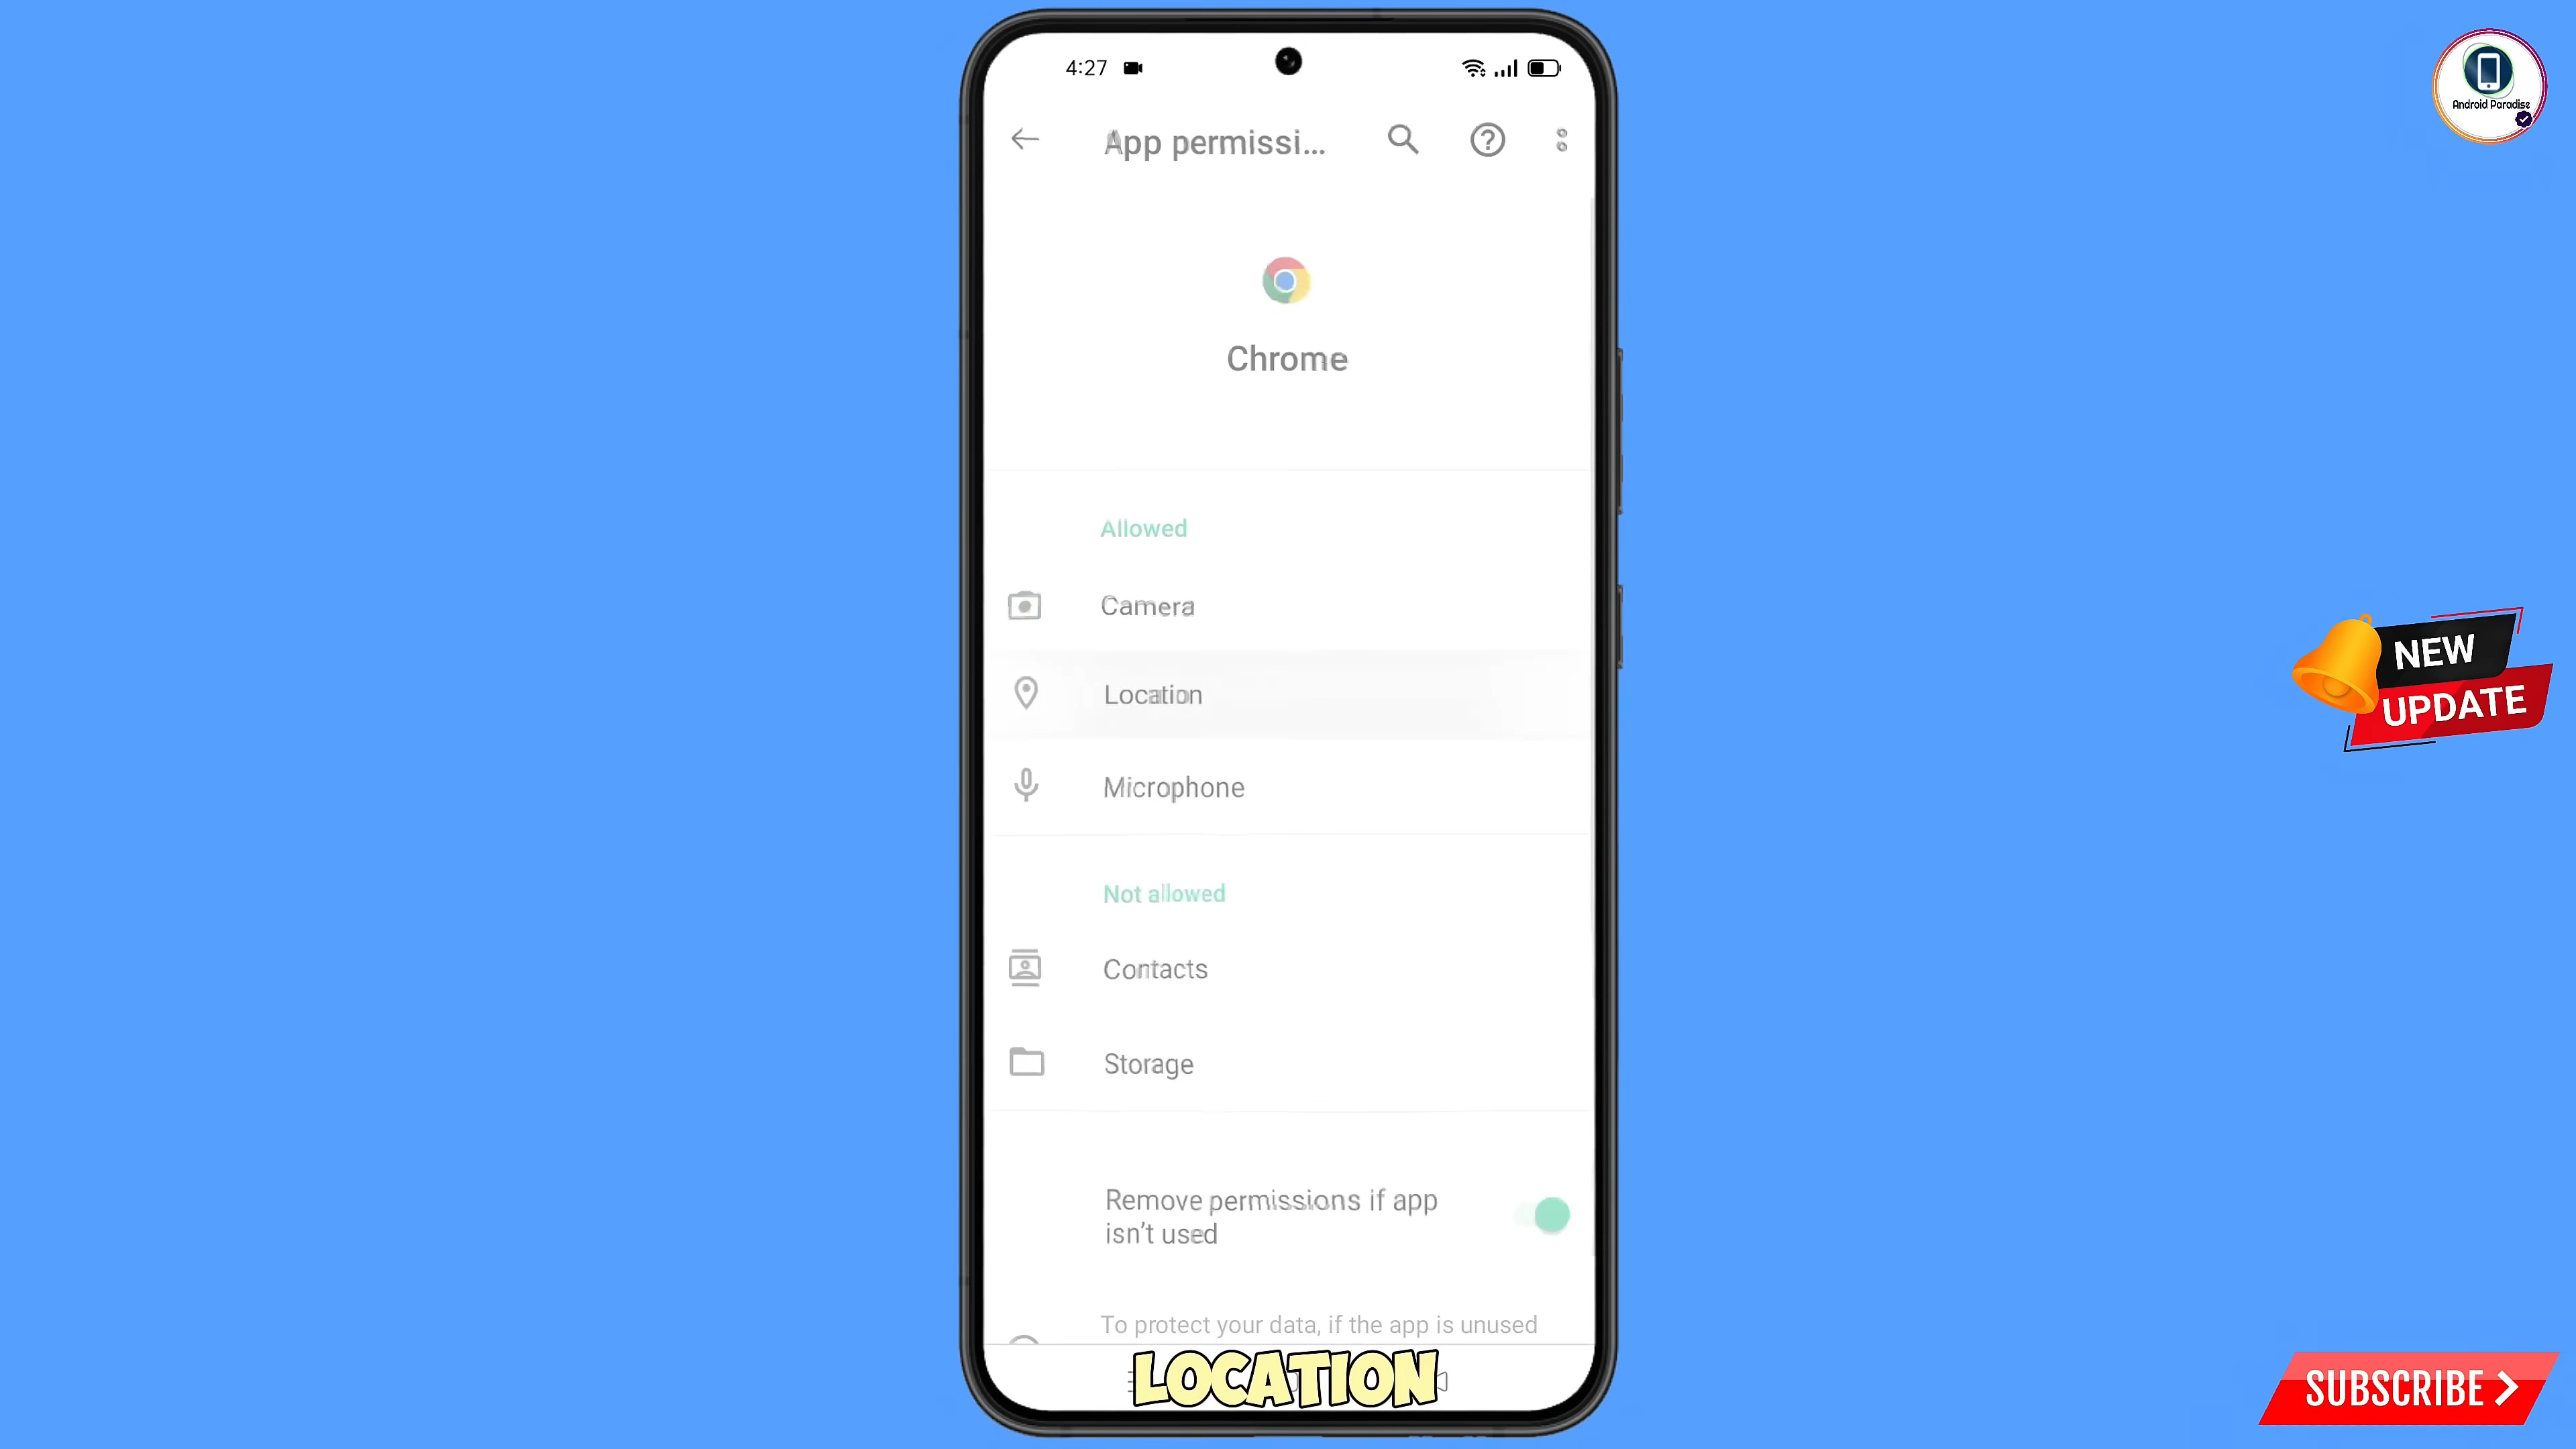 4:27
Android Paradise
App permissi...
Chrome
Allowed
Camera
Location
Microphone
Not allowed
Contacts
Storage
Remove permissions if app
isn't used
To protect your data, if the app is unused
LOCATION
NEW
UPDATE
SUBSCRIBE